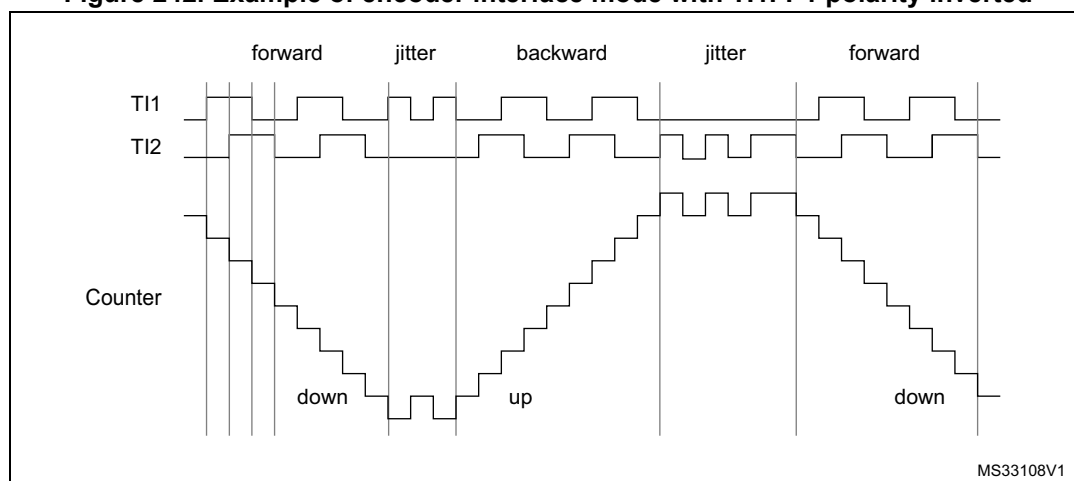 forward jitter backward jitter forward
TI1
TI2
Counter
down up down
MS33108V1